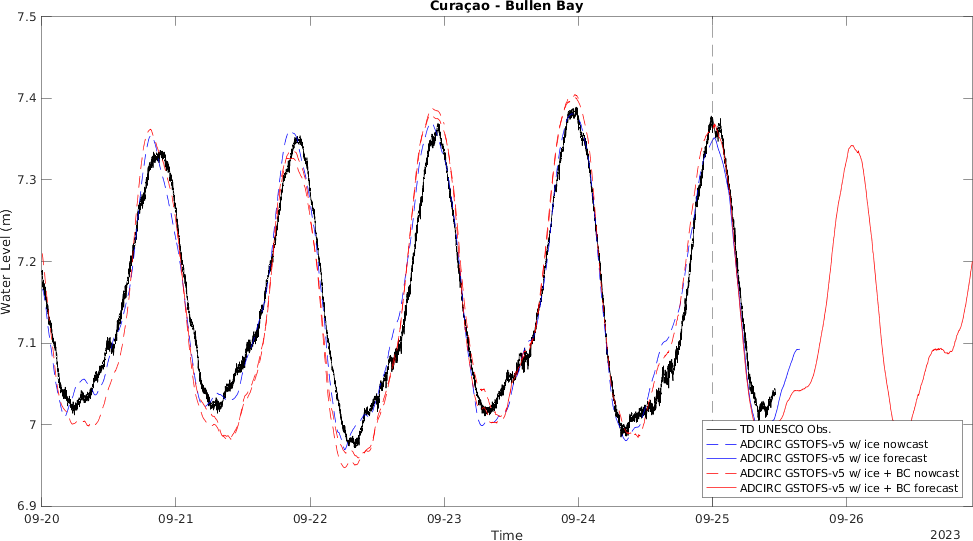 Curaçao - Bullen Bay
7.5
7.4
7.3
7.2
7.1
7
6.9
Water Level (m)
09-20 09-21 09-22 09-23 09-24 09-25 09-26
Time
2023
TD UNESCO Obs.
ADCIRC GSTOFS-v5 w/ ice nowcast
ADCIRC GSTOFS-v5 w/ ice forecast
ADCIRC GSTOFS-v5 w/ ice + BC nowcast
ADCIRC GSTOFS-v5 w/ ice + BC forecast